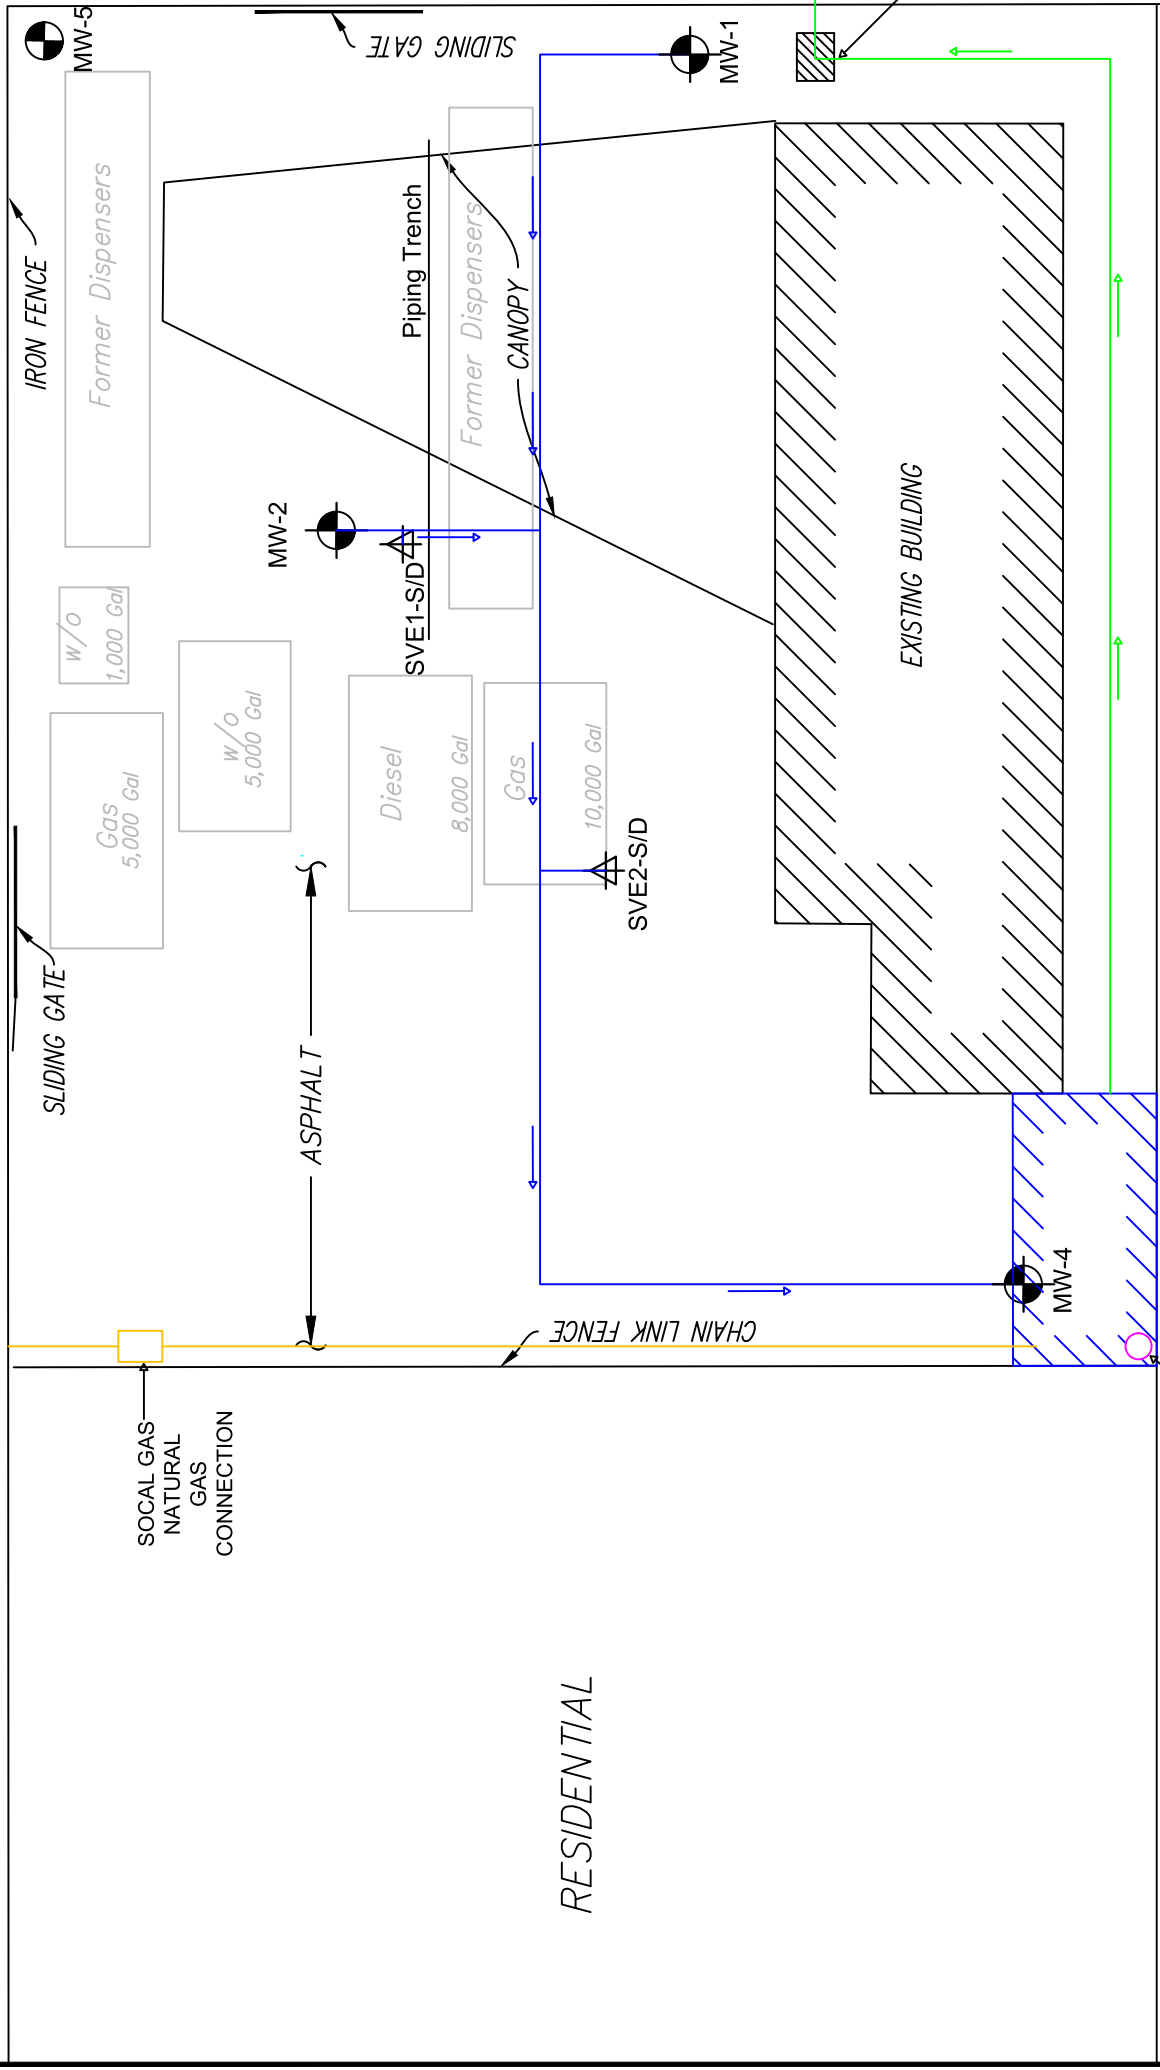 MW-5
SLIDING GATE
MW-1
IRON FENCE
Former Dispensers
Piping Trench
Former Dispensers
CANOPY
MW-2
SVE1-S/D
EXISTING BUILDING
w/o
1,000 Gal
w/o
5,000 Gal
Gas
5,000 Gal
Diesel
8,000 Gal
Gas
10,000 Gal
SVE2-S/D
SLIDING GATE
ASPHALT
MW-4
CHAIN LINK FENCE
SOCAL GAS
NATURAL
GAS
CONNECTION
RESIDENTIAL